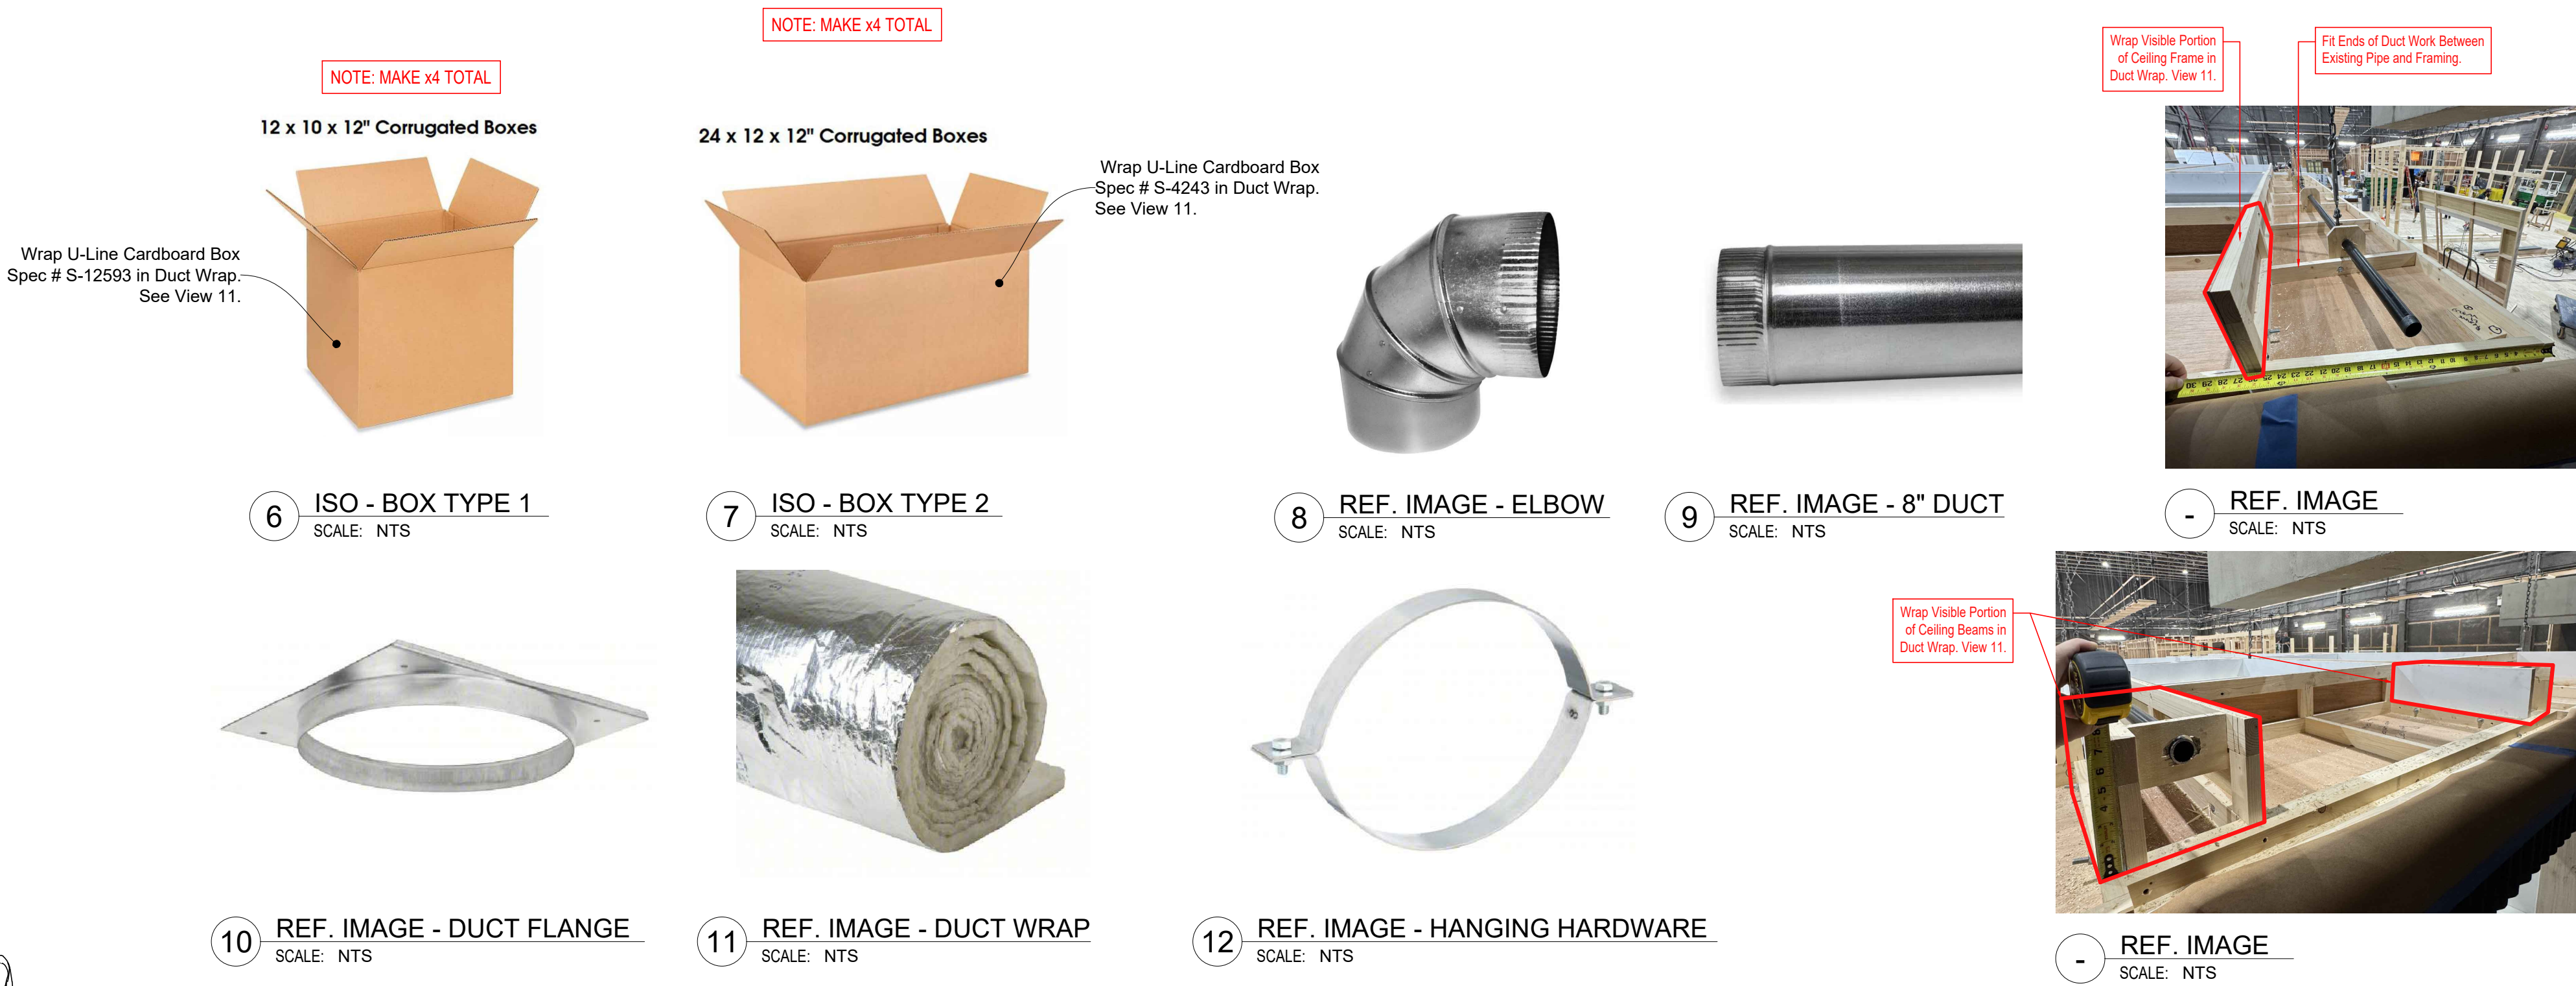 NOTE: MAKE x4 TOTAL
12 x 10 x 12" Corrugated Boxes
Wrap U-Line Cardboard Box
Spec # S-12593 in Duct Wrap.
See View 11.
6
ISO - BOX TYPE 1
SCALE: NTS
NOTE: MAKE x4 TOTAL
24 x 12 x 12" Corrugated Boxes
Wrap U-Line Cardboard Box
Spec # S-4243 in Duct Wrap.
See View 11.
7
ISO - BOX TYPE 2
SCALE: NTS
8
REF. IMAGE - ELBOW
SCALE: NTS
9
REF. IMAGE - 8" DUCT
SCALE: NTS
Wrap Visible Portion
of Ceiling Frame in
Duct Wrap. View 11.
Fit Ends of Duct Work Between
Existing Pipe and Framing.
-
REF. IMAGE
SCALE: NTS
10
REF. IMAGE - DUCT FLANGE
SCALE: NTS
11
REF. IMAGE - DUCT WRAP
SCALE: NTS
12
REF. IMAGE - HANGING HARDWARE
SCALE: NTS
Wrap Visible Portion
of Ceiling Beams in
Duct Wrap. View 11.
-
REF. IMAGE
SCALE: NTS